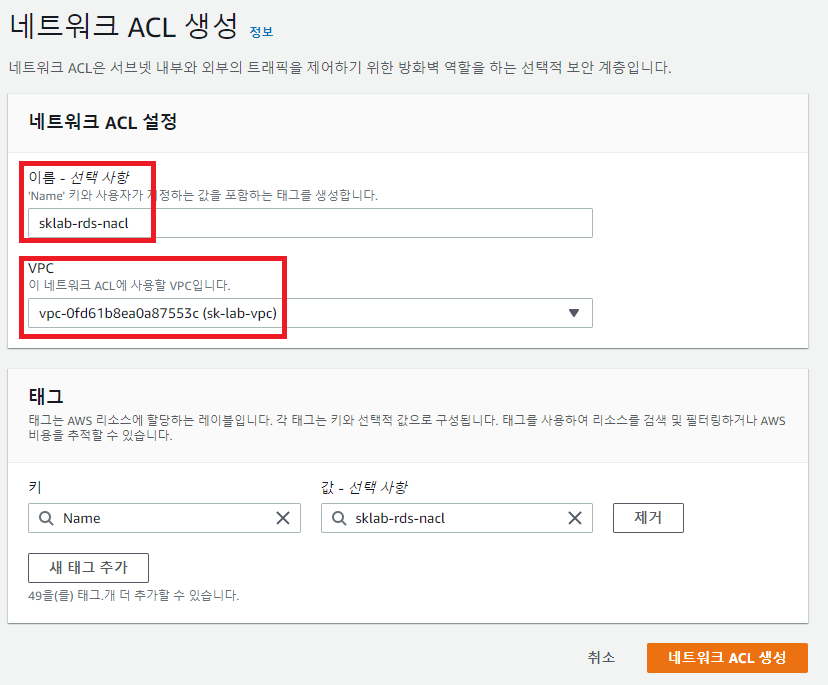 네트워크 ACL 생성 정보
네트워크 ACL은 서브넷 내부와 외부의 트래픽을 제어하기 위한 방화벽 역할을 하는 선택적 보안 계층입니다.
네트워크 ACL 설정
이름 - 선택 사항
'Name' 키와 사용자가 지정하는 값을 포함하는 태그를 생성합니다.
sklab-rds-nacl
VPC
이 네트워크 ACL에 사용할 VPC입니다.
vpc-0fd61b8ea0a87553c (sk-lab-vpc)
태그
태그는 AWS 리소스에 할당하는 레이블입니다. 각 태그는 키와 선택적 값으로 구성됩니다. 태그를 사용하여 리소스를 검색 및 필터링하거나 AWS
비용을 추적할 수 있습니다.
키 값 - 선택 사항
Name sklab-rds-nacl 제거
새 태그 추가
49을(를) 태그.개 더 추가할 수 있습니다.
취소 네트워크 ACL 생성